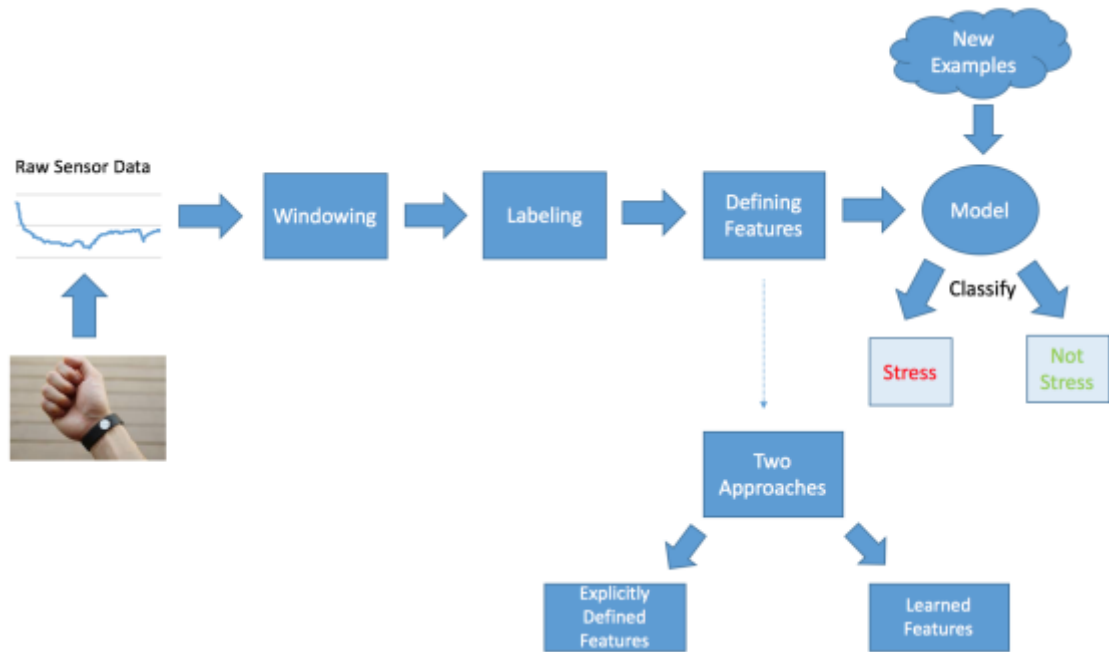 New
Examples
Raw Sensor Data
Windowing
Labeling
Defining
Features
Model
Classify
Stress
Not
Stress
Two
Approaches
Explicitly
Defined
Features
Learned
Features